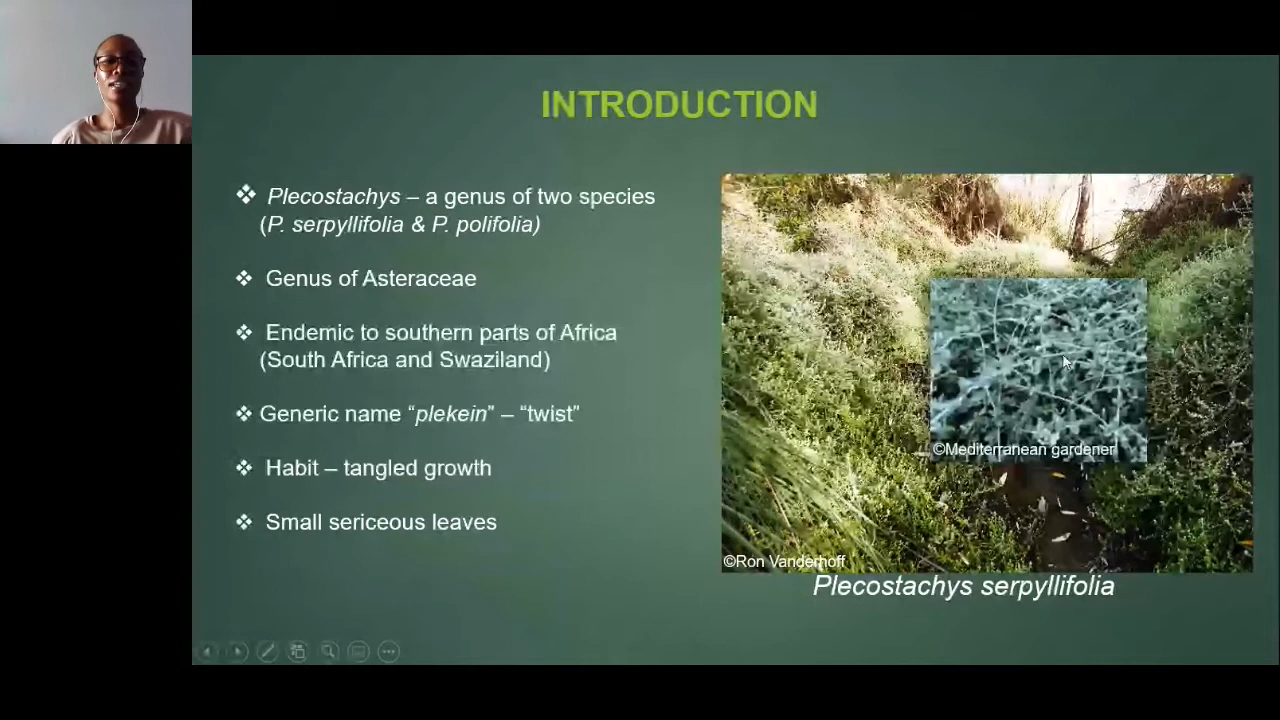 INTRODUCTION
❖ Plecostachys – a genus of two species
(P. serpyllifolia & P. polifolia)
❖ Genus of Asteraceae
❖ Endemic to southern parts of Africa
(South Africa and Swaziland)
❖ Generic name “plekein” – “twist”
❖ Habit – tangled growth
❖ Small sericeous leaves
©Mediterranean gardener
©Ron Vanderhoff
Plecostachys serpyllifolia